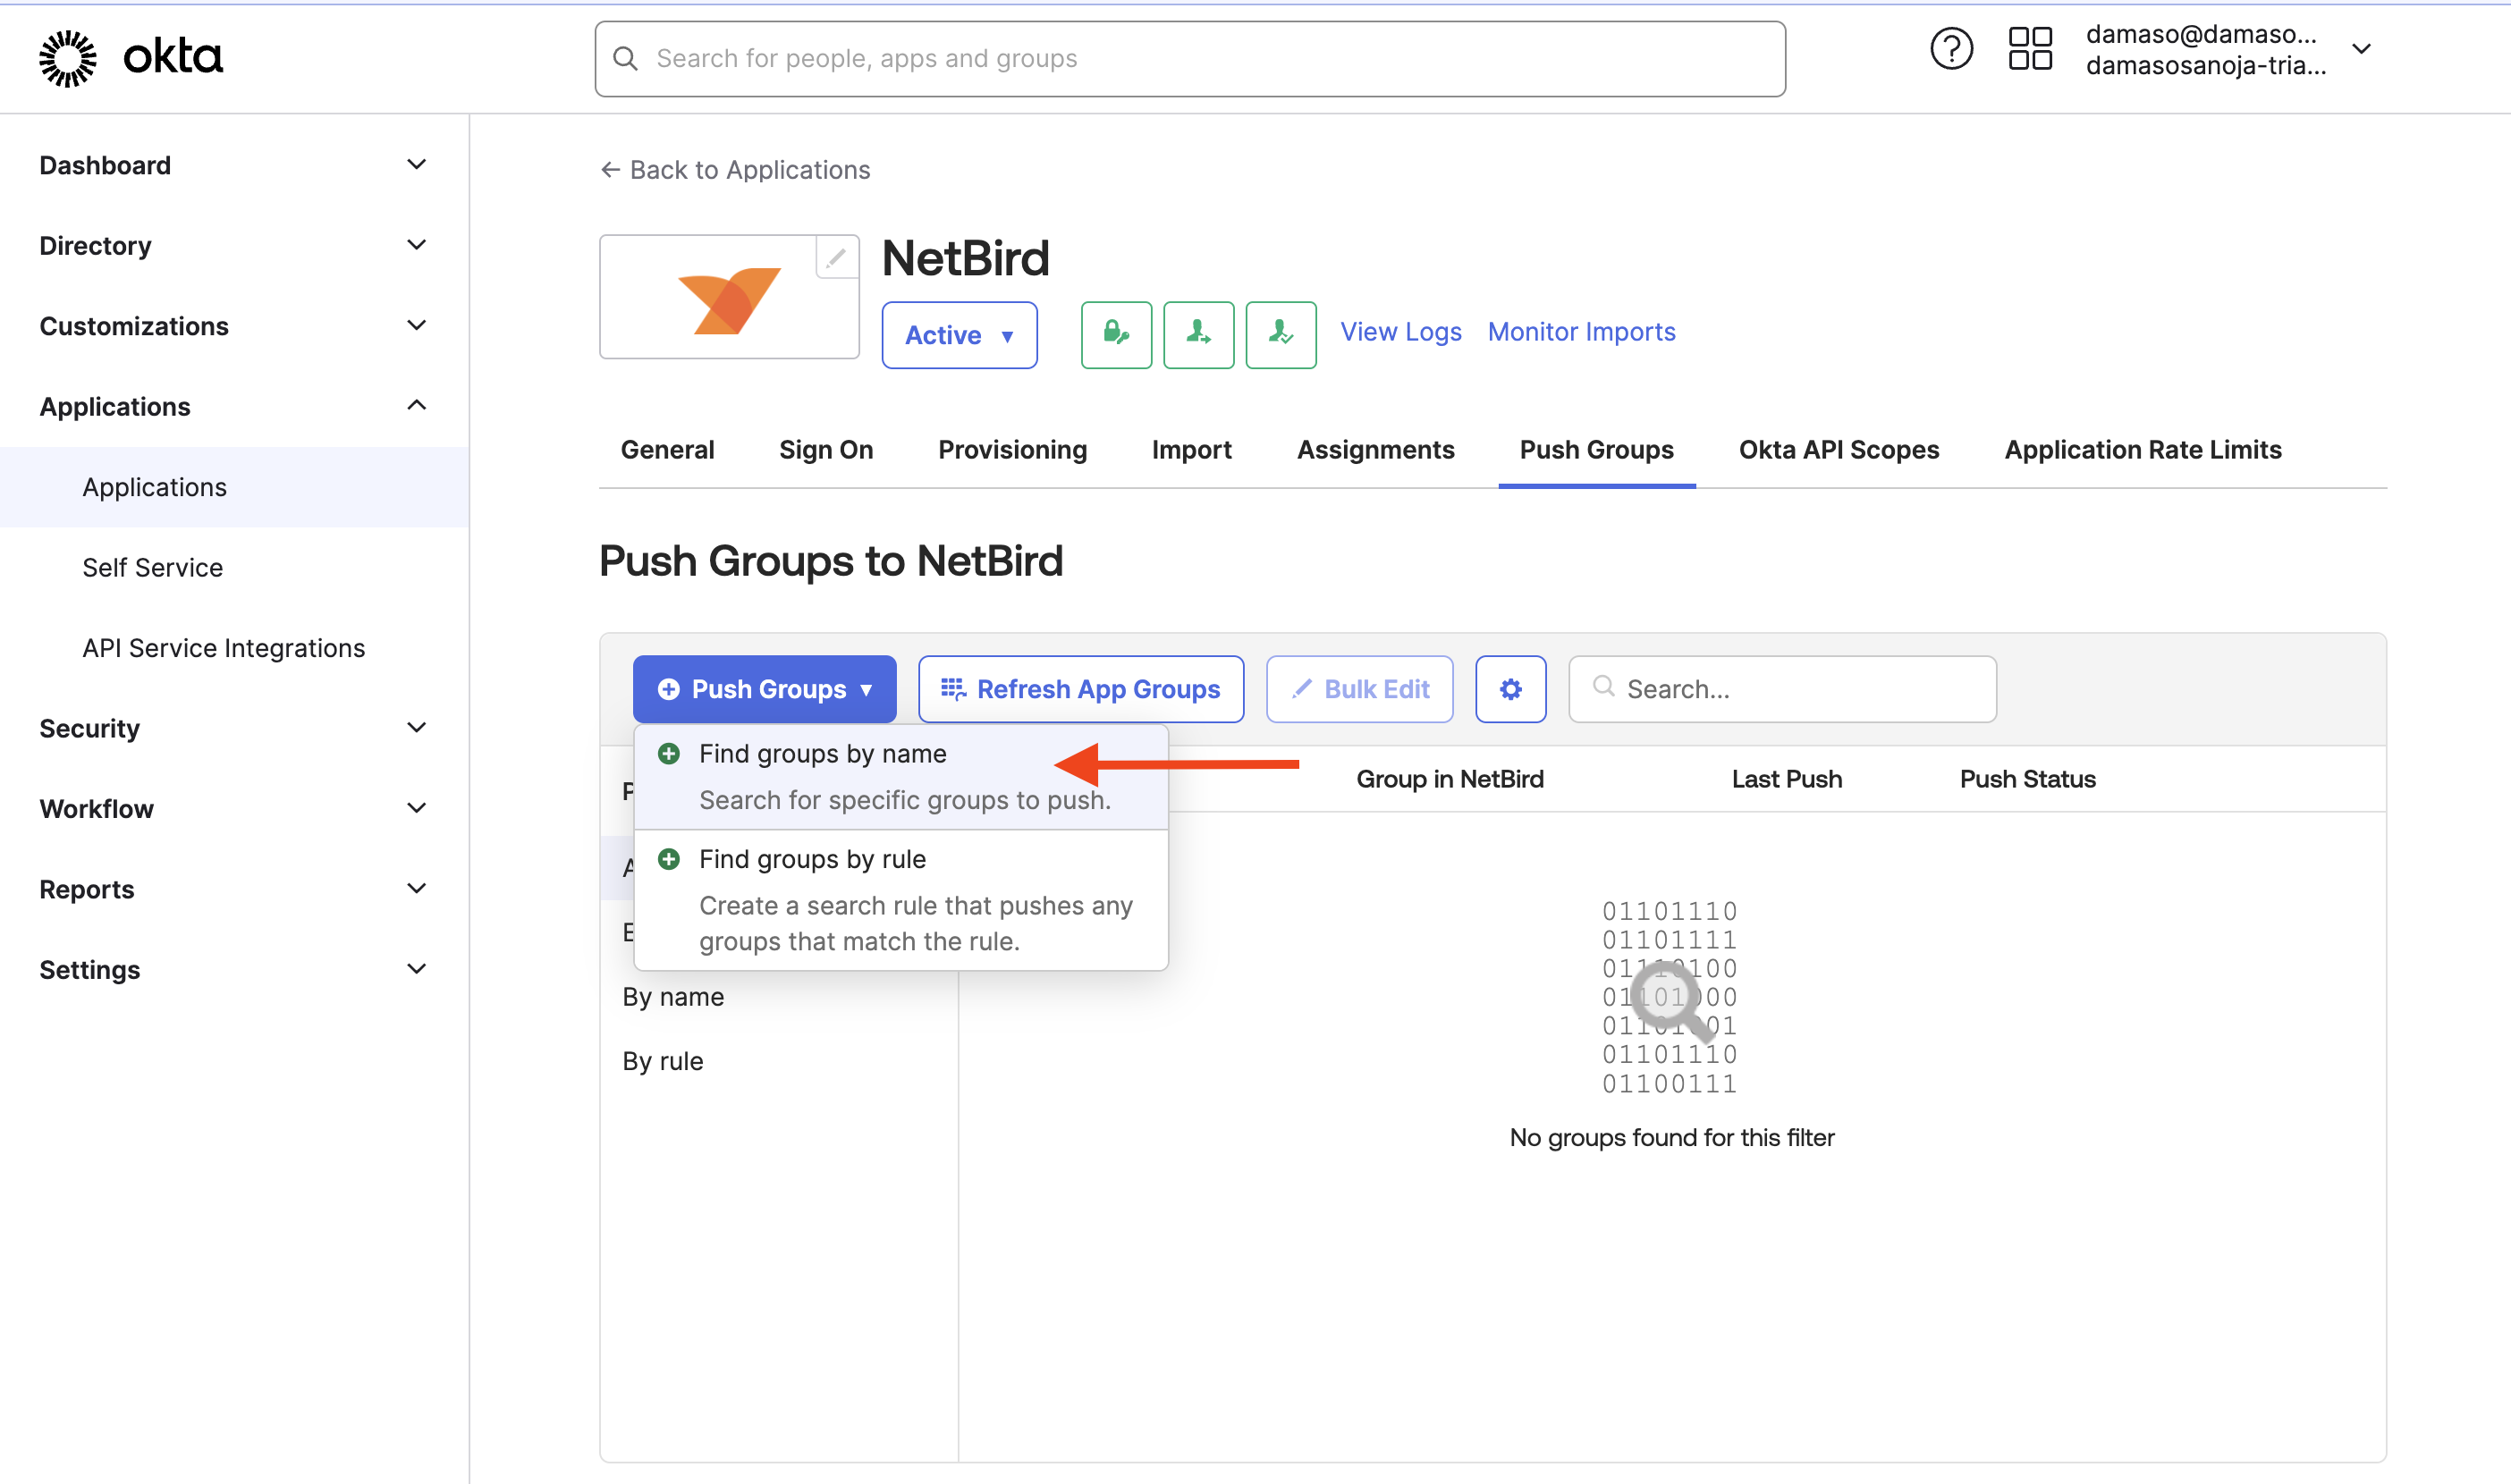 okta
Search for people, apps and groups
damaso@damaso...
damasosanoja-tria...
Dashboard
Directory
Customizations
Applications
Applications
Self Service
API Service Integrations
Security
Workflow
Reports
Settings
← Back to Applications
NetBird
Active
View Logs
Monitor Imports
General
Sign On
Provisioning
Import
Assignments
Push Groups
Okta API Scopes
Application Rate Limits
Push Groups to NetBird
Push Groups
Refresh App Groups
Bulk Edit
Search...
Find groups by name
Search for specific groups to push.
Find groups by rule
Create a search rule that pushes any
groups that match the rule.
By name
By rule
Group in NetBird
Last Push
Push Status
01101110
01101111
01110100
01101000
01101001
01101110
01100111
No groups found for this filter